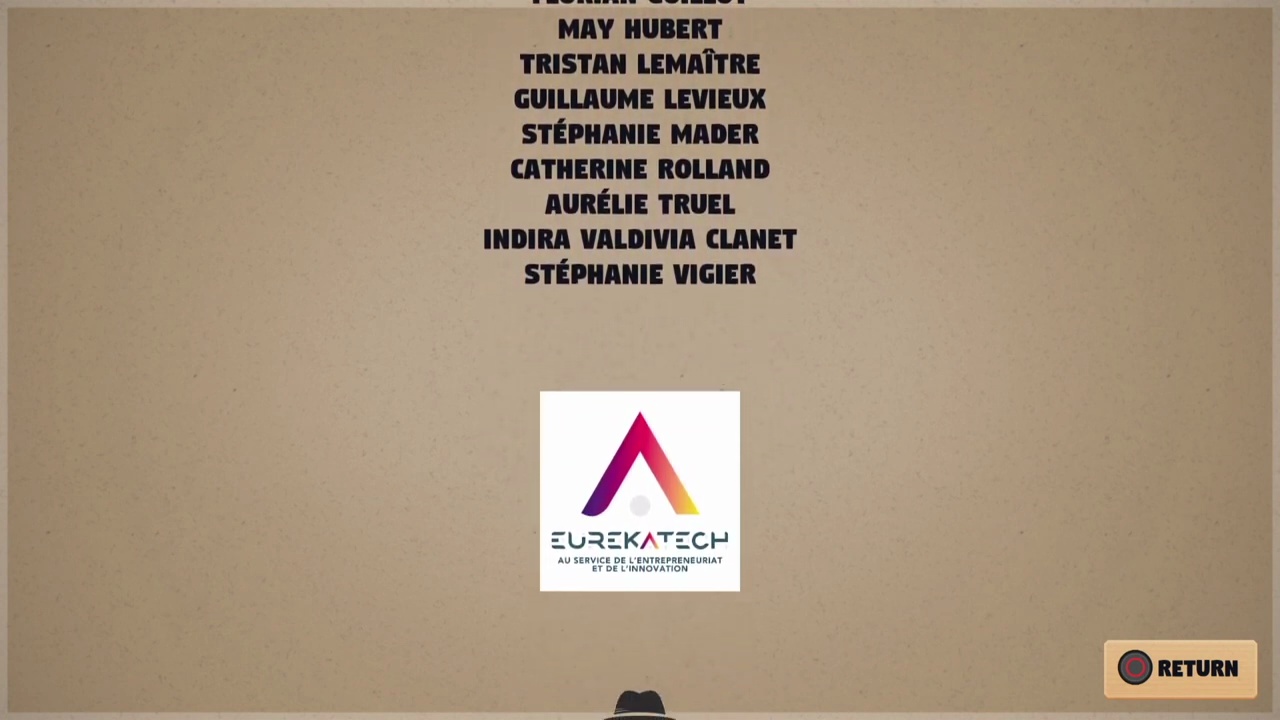 MAY HUBERT
TRISTAN LEMAÎTRE
GUILLAUME LEVIEUX
STÉPHANIE MADER
CATHERINE ROLLAND
AURÉLIE TRUEL
INDIRA VALDIVIA CLANET
STÉPHANIE VIGIER
EUREKATECH
AU SERVICE DE L'ENTREPRENEURIAT
ET DE L'INNOVATION
RETURN